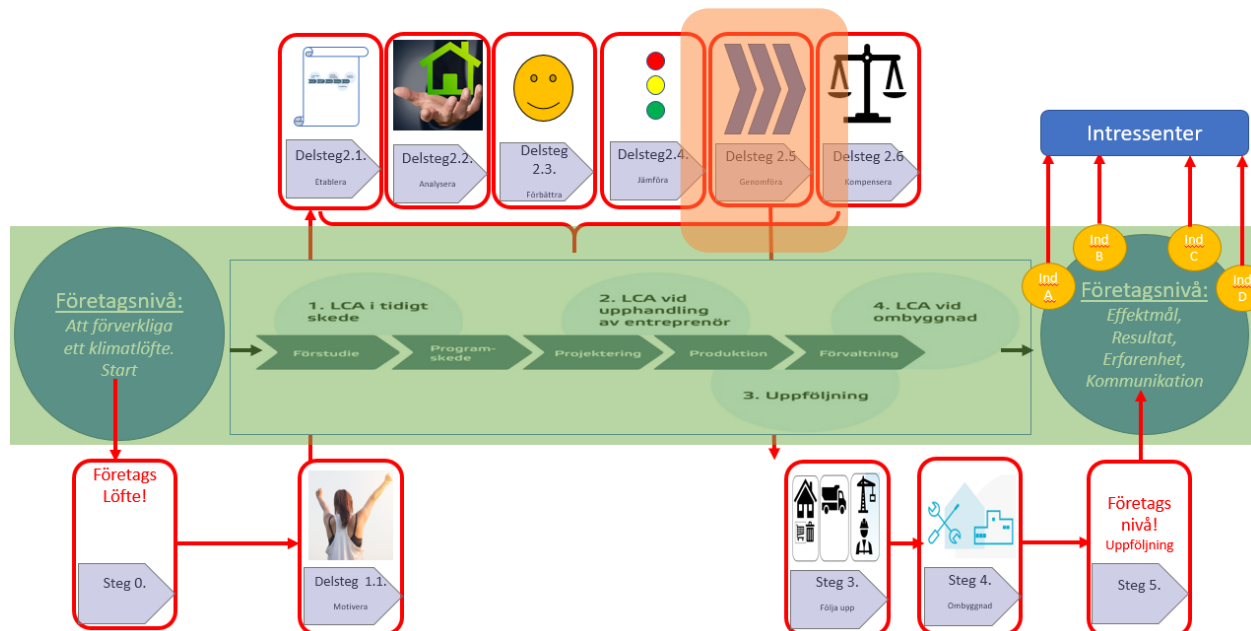 Delsteg2.1.
Etablera
Delsteg2.2.
Analysera
Delsteg
2.3.
Förbättra
Delsteg2.4.
Jämföra
Delsteg 2.5
Genomföra
Delsteg 2.6
Kompensera
Intressenter
Ind
A
Ind
B
Ind
C
Ind
D
Företagsnivå:
Att förverkliga
ett klimatlöfte.
Start
1. LCA i tidigt
skede
2. LCA vid
upphandling
av entreprenör
4. LCA vid
ombyggnad
Förstudie
Program-
skede
Projektering
Produktion
Förvaltning
3. Uppföljning
Företagsnivå:
Effektmål,
Resultat,
Erfarenhet,
Kommunikation
Företags
Löfte!
Steg 0.
Delsteg 1.1.
Motivera
Steg 3.
Följa upp
Steg 4.
Ombyggnad
Företags
nivå!
Uppföljning
Steg 5.